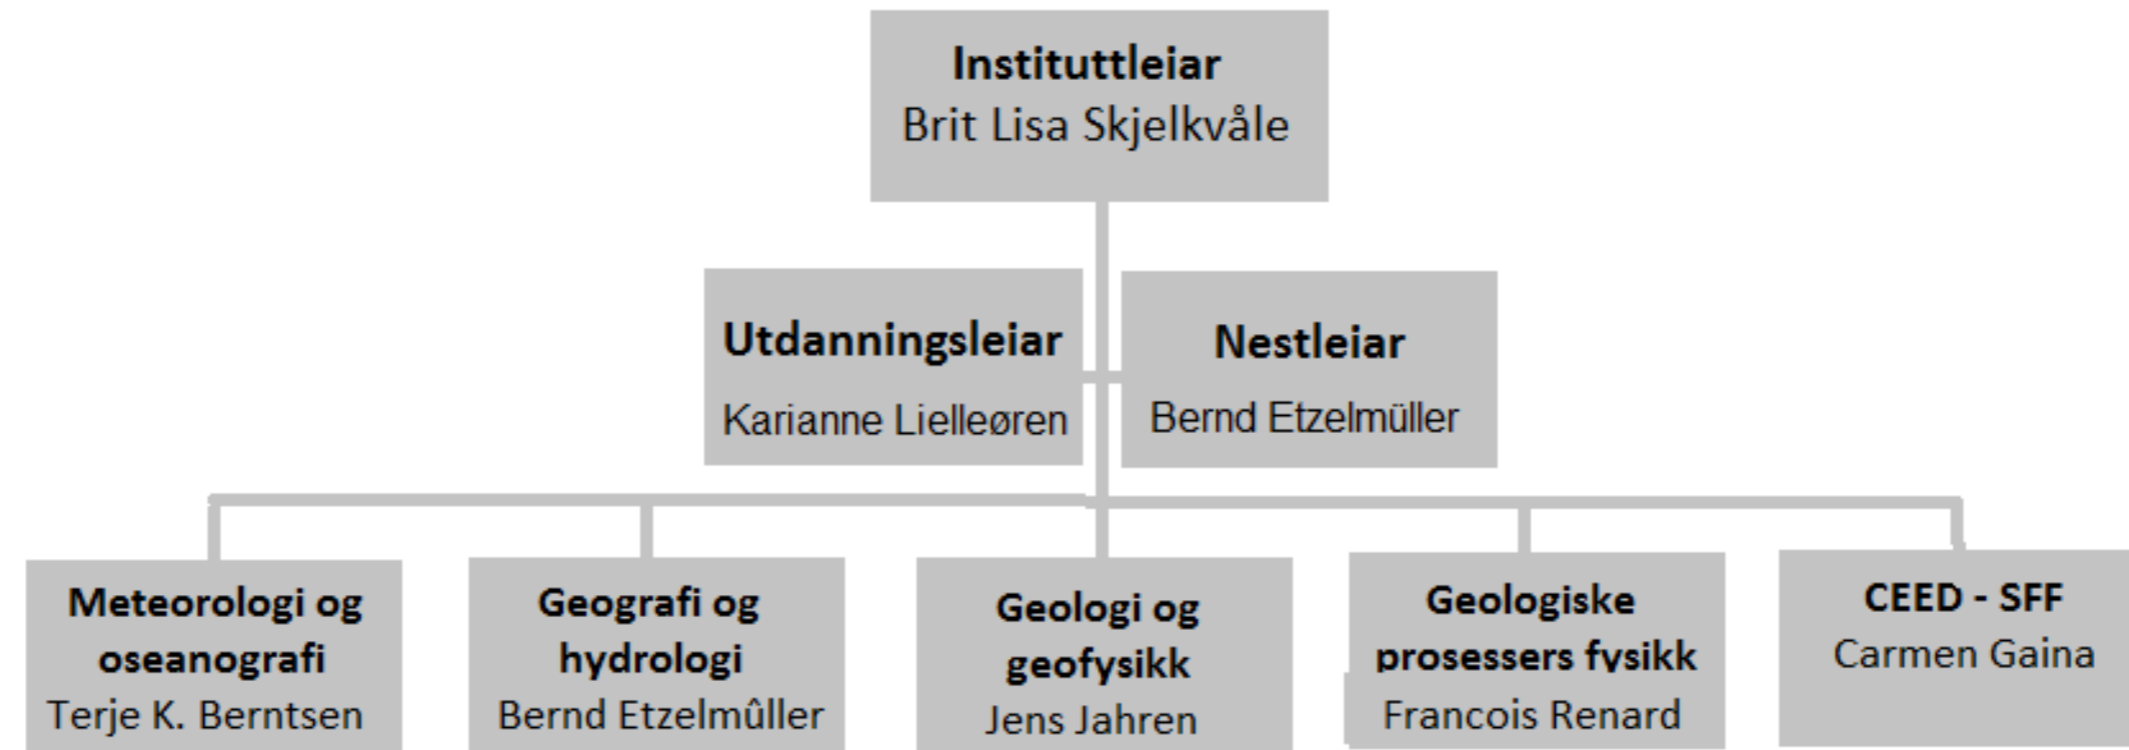 Instituttleiar
Brit Lisa Skjelkvåle
Utdanningsleiar
Karianne Lielleøren
Nestleiar
Bernd Etzelmüller
Meteorologi og
oseanografi
Terje K. Berntsen
Geografi og
hydrologi
Bernd Etzelmûller
Geologi og
geofysikk
Jens Jahren
Geologiske
prosessers fysikk
Francois Renard
CEED - SFF
Carmen Gaina